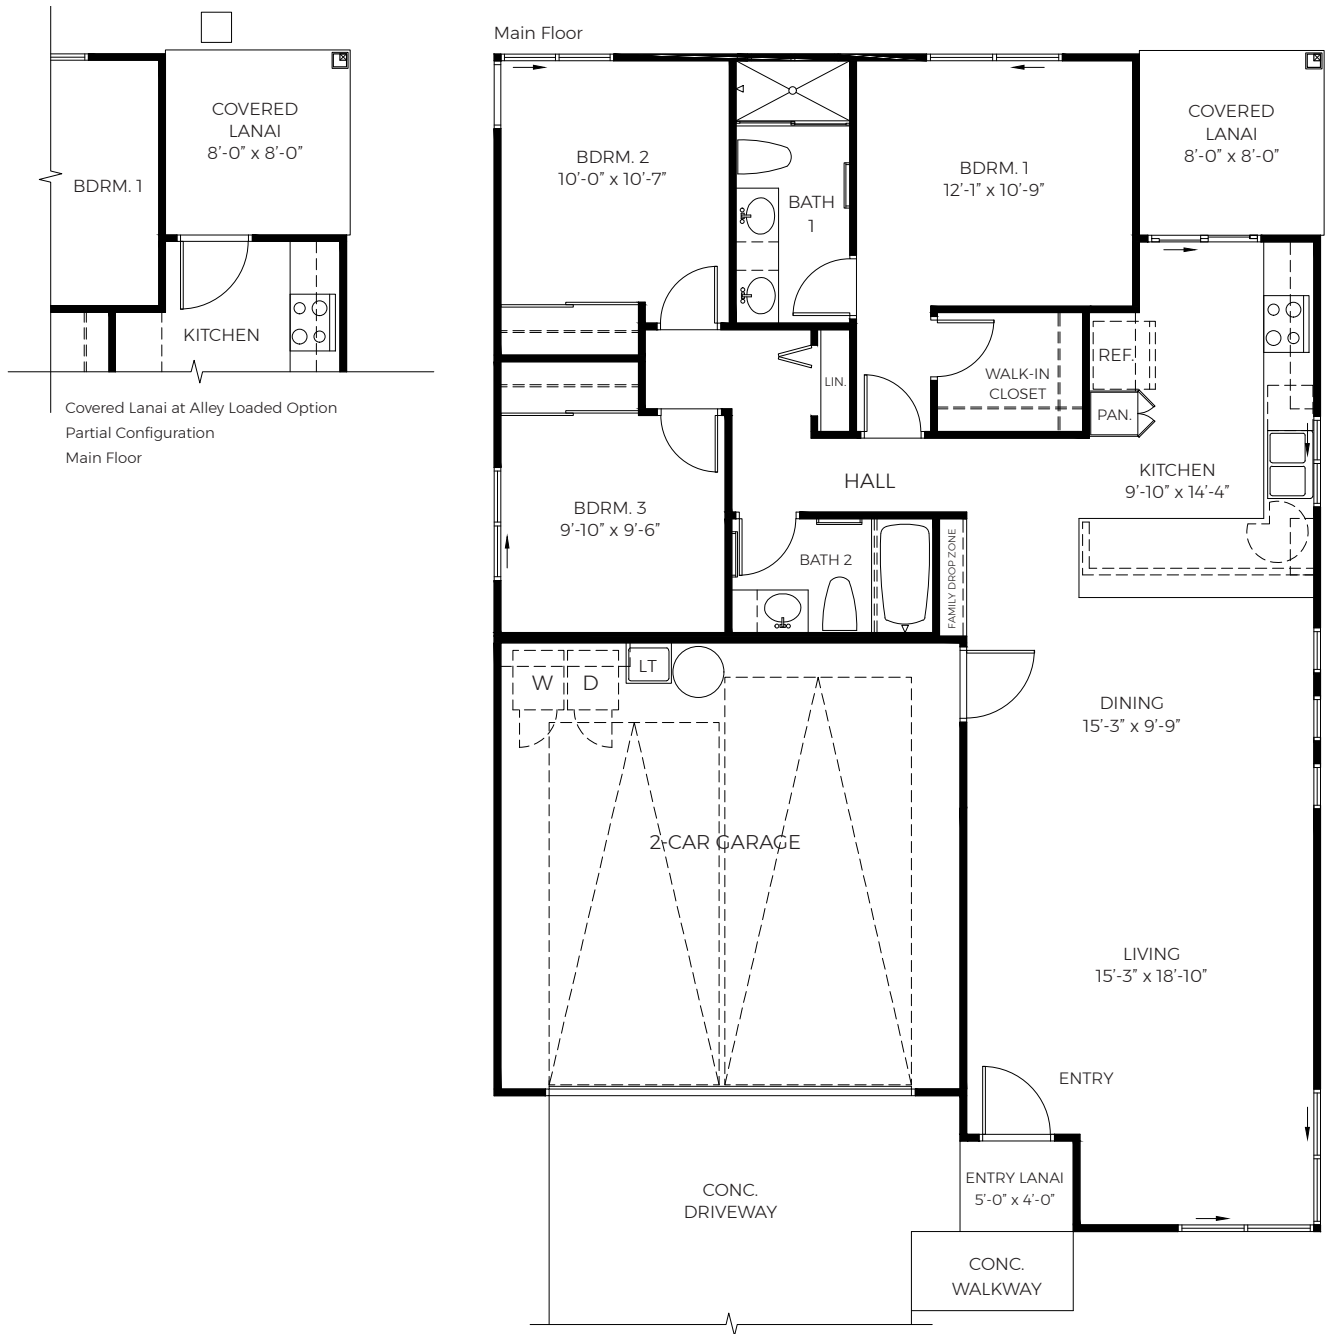 COVERED
LANAI
8’-0” x 8’-0”
BDRM. 1
KITCHEN
Covered Lanai at Alley Loaded Option
Partial Configuration
Main Floor
Main Floor
BDRM. 2
10’-0” x 10’-7”
BATH
1
BDRM. 1
12’-1” x 10’-9”
COVERED
LANAI
8’-0” x 8’-0”
LIN.
WALK-IN
CLOSET
REF.
PAN.
HALL
KITCHEN
9’-10” x 14’-4”
BDRM. 3
9’-10” x 9’-6”
BATH 2
FAMILY DROP ZONE
W
D
LT
DINING
15’-3” x 9’-9”
2-CAR GARAGE
LIVING
15’-3” x 18’-10”
ENTRY
ENTRY LANAI
5’-0” x 4’-0”
CONC.
DRIVEWAY
CONC.
WALKWAY